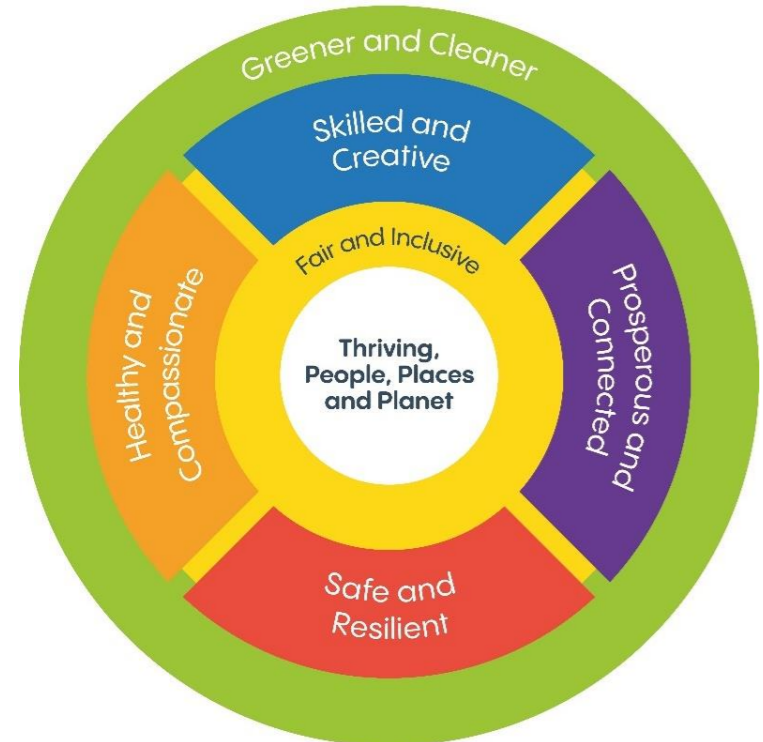 Greener and Cleaner
Skilled and
Creative
Fair and Inclusive
Healthy and
Compassionate
Thriving,
People, Places
and Planet
Prosperous and
Connected
Safe and
Resilient